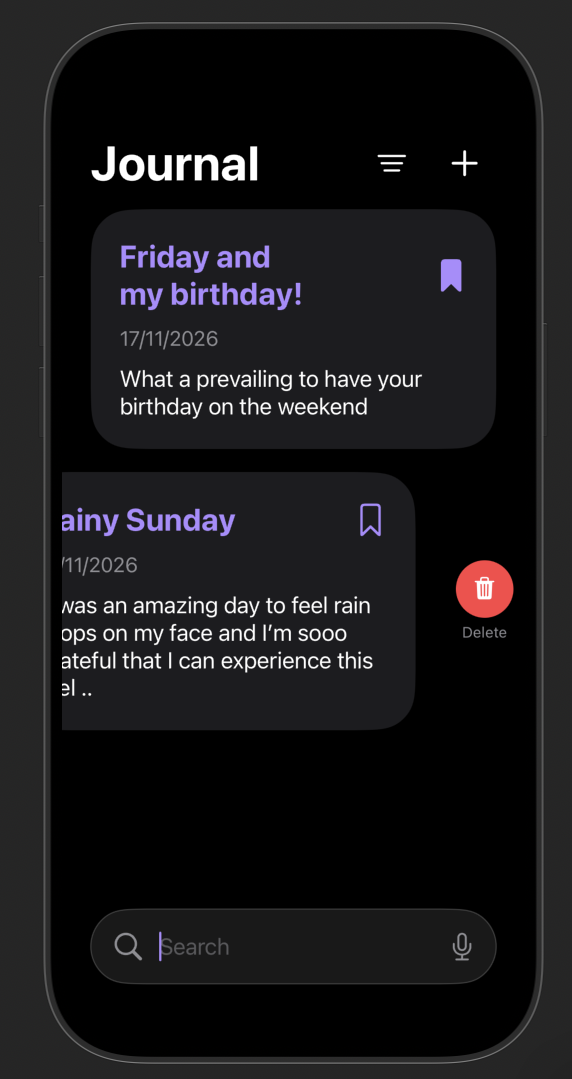 Journal
Friday and
my birthday!
17/11/2026
What a prevailing to have your
birthday on the weekend
ainy Sunday
/11/2026
was an amazing day to feel rain
ops on my face and I'm sooo
ateful that I can experience this
el ..
Delete
Search